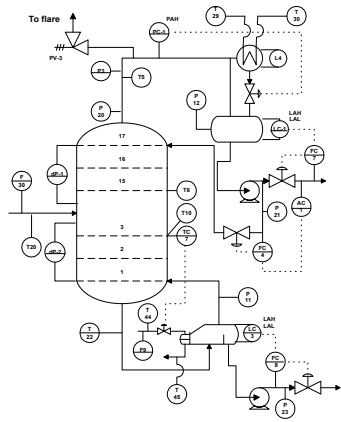 To flare
PV-3
PAH
PC-1
T
29
T
30
L4
P3
T5
P
20
P
12
LAH
LAL
LC-1
17
16
15
3
2
1
dP-1
dP-2
F
30
T20
T6
T10
TC
7
FC
7
AC
1
P
21
FC
4
P
11
T
22
T
44
F9
T
45
LAH
LAL
LC
3
FC
8
P
23